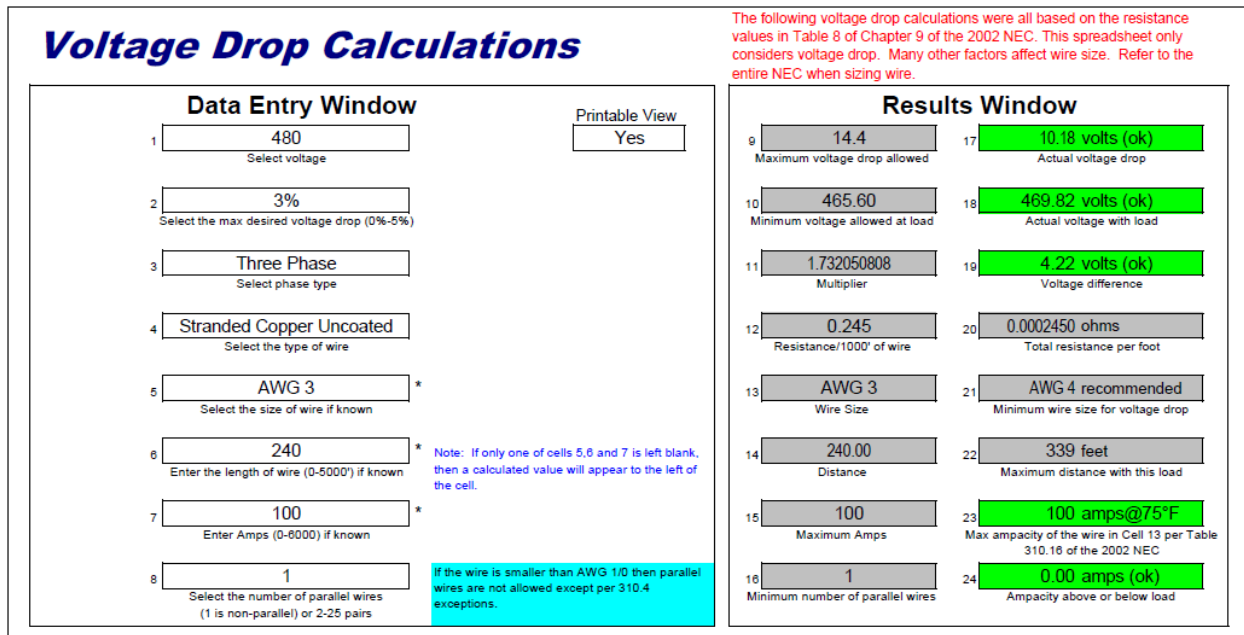 Voltage Drop Calculations
The following voltage drop calculations were all based on the resistance
values in Table 8 of Chapter 9 of the 2002 NEC. This spreadsheet only
considers voltage drop. Many other factors affect wire size. Refer to the
entire NEC when sizing wire.
Data Entry Window
Printable View
Yes
1 480
Select voltage
2 3%
Select the max desired voltage drop (0%-5%)
3 Three Phase
Select phase type
4 Stranded Copper Uncoated
Select the type of wire
5 AWG 3 *
Select the size of wire if known
6 240 *
Enter the length of wire (0-5000') if known
Note: If only one of cells 5,6 and 7 is left blank,
then a calculated value will appear to the left of
the cell.
7 100 *
Enter Amps (0-6000) if known
8 1
Select the number of parallel wires
(1 is non-parallel) or 2-25 pairs
If the wire is smaller than AWG 1/0 then parallel
wires are not allowed except per 310.4
exceptions.
Results Window
9 14.4
Maximum voltage drop allowed
17 10.18 volts (ok)
Actual voltage drop
10 465.60
Minimum voltage allowed at load
18 469.82 volts (ok)
Actual voltage with load
11 1.732050808
Multiplier
19 4.22 volts (ok)
Voltage difference
12 0.245
Resistance/1000' of wire
20 0.0002450 ohms
Total resistance per foot
13 AWG 3
Wire Size
21 AWG 4 recommended
Minimum wire size for voltage drop
14 240.00
Distance
22 339 feet
Maximum distance with this load
15 100
Maximum Amps
23 100 amps@75°F
Max ampacity of the wire in Cell 13 per Table
310.16 of the 2002 NEC
16 1
Minimum number of parallel wires
24 0.00 amps (ok)
Ampacity above or below load